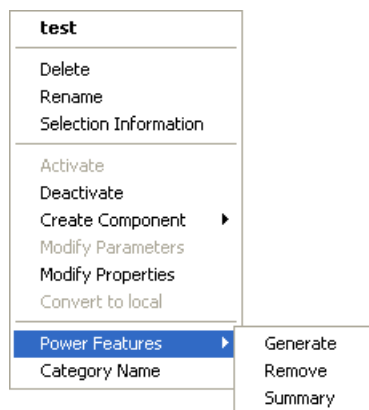 test
Delete
Rename
Selection Information
Activate
Deactivate
Create Component
Modify Parameters
Modify Properties
Convert to local
Power Features
Category Name
Generate
Remove
Summary